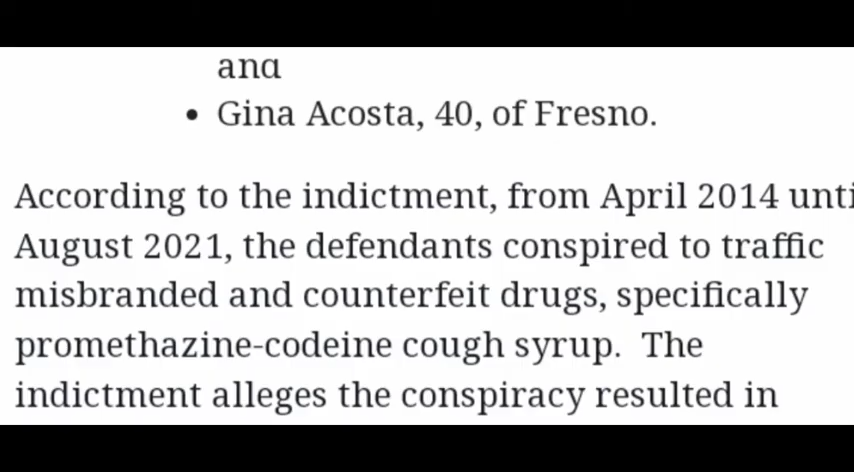 and
• Gina Acosta, 40, of Fresno.
According to the indictment, from April 2014 unti
August 2021, the defendants conspired to traffic
misbranded and counterfeit drugs, specifically
promethazine-codeine cough syrup. The
indictment alleges the conspiracy resulted in